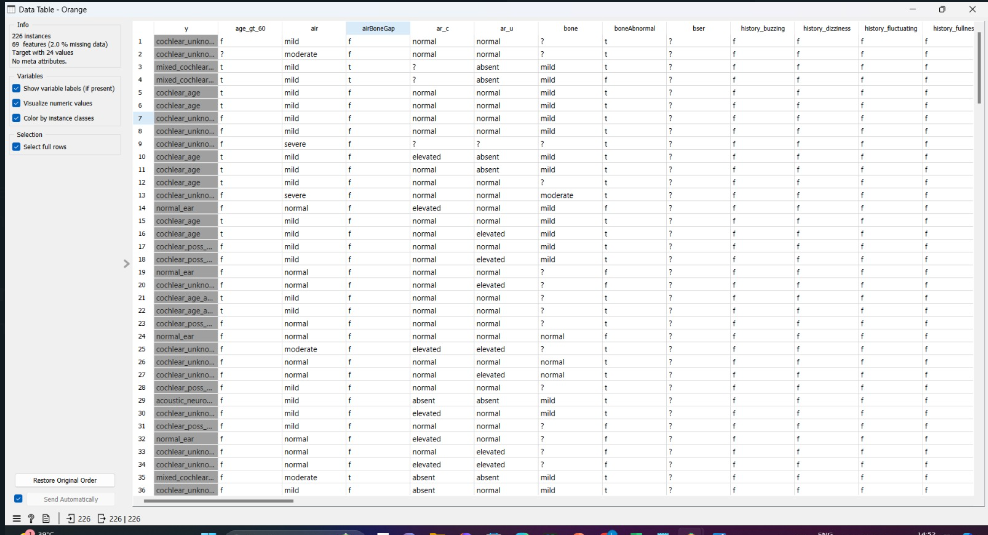 Data Table - Orange
Info
226 instances
69 features (2.0 % missing data)
Target with 24 values
No meta attributes.
Variables
Show variable labels (if present)
Visualize numeric values
Color by instance classes
Selection
Select full rows
y age_gt_60 air airBoneGap ar_c ar_u bone boneAbnormal bser history_buzzing history_dizziness history_fluctuating history_fullnes
1 cochlear_unkno... f mild f normal normal ? t ? f f f f
2 cochlear_unkno... ? moderate f normal normal ? t ? f f f f
3 mixed_cochlear... t mild t ? absent mild t ? f f f f
4 mixed_cochlear... t mild t ? absent mild f ? f f f f
5 cochlear_age t mild f normal normal mild t ? f f f f
6 cochlear_age t mild f normal normal mild t ? f f f f
7 cochlear_unkno... f mild f normal normal mild t ? f f f f
8 cochlear_unkno... f mild f normal normal mild t ? f f f f
9 cochlear_unkno... f severe f ? ? ? t ? f f f f
10 cochlear_age t mild f elevated absent mild t ? f f f f
11 cochlear_age t mild f normal absent mild t ? f f f f
12 cochlear_age t mild f normal normal ? t ? f f f f
13 cochlear_unkno... f severe f normal normal moderate t ? f f f f
14 normal_ear f normal f elevated normal mild f ? f f f f
15 cochlear_age t mild f normal normal mild t ? f f f f
16 cochlear_age t mild f normal elevated mild t ? f f f f
17 cochlear_poss_... f mild f normal normal mild t ? f f f f
18 cochlear_poss_... f mild f normal elevated mild t ? f f f f
19 normal_ear f normal f normal normal ? f ? f f f f
20 cochlear_unkno... f normal f normal elevated ? f ? f f f f
21 cochlear_age_a... t mild f normal normal ? t ? f f f f
22 cochlear_age_a... t mild f normal normal ? t ? f f f f
23 cochlear_poss_... f normal f normal normal ? t ? f f f f
24 normal_ear f normal f normal normal normal f ? f f f f
25 cochlear_unkno... f moderate f elevated elevated ? t ? f f f f
26 cochlear_unkno... f normal f normal normal normal t ? f f f f
27 cochlear_unkno... f normal f normal elevated normal t ? f f f f
28 cochlear_poss_... f mild f normal normal ? t ? f f f f
29 acoustic_neuro... f mild f absent absent mild t ? f f f f
30 cochlear_unkno... f mild f elevated normal mild t ? f f f f
31 cochlear_poss_... f mild f normal normal ? f ? f f f f
32 normal_ear f normal f elevated normal ? f ? f f f f
33 cochlear_unkno... f normal f normal elevated ? f ? f f f f
34 cochlear_unkno... f normal f elevated elevated ? f ? f f f f
35 mixed_cochlear... f moderate t absent absent mild t ? f f f f
36 cochlear_unkno... f mild f absent normal mild t ? f f f f
Restore Original Order
Send Automatically
226 226 | 226